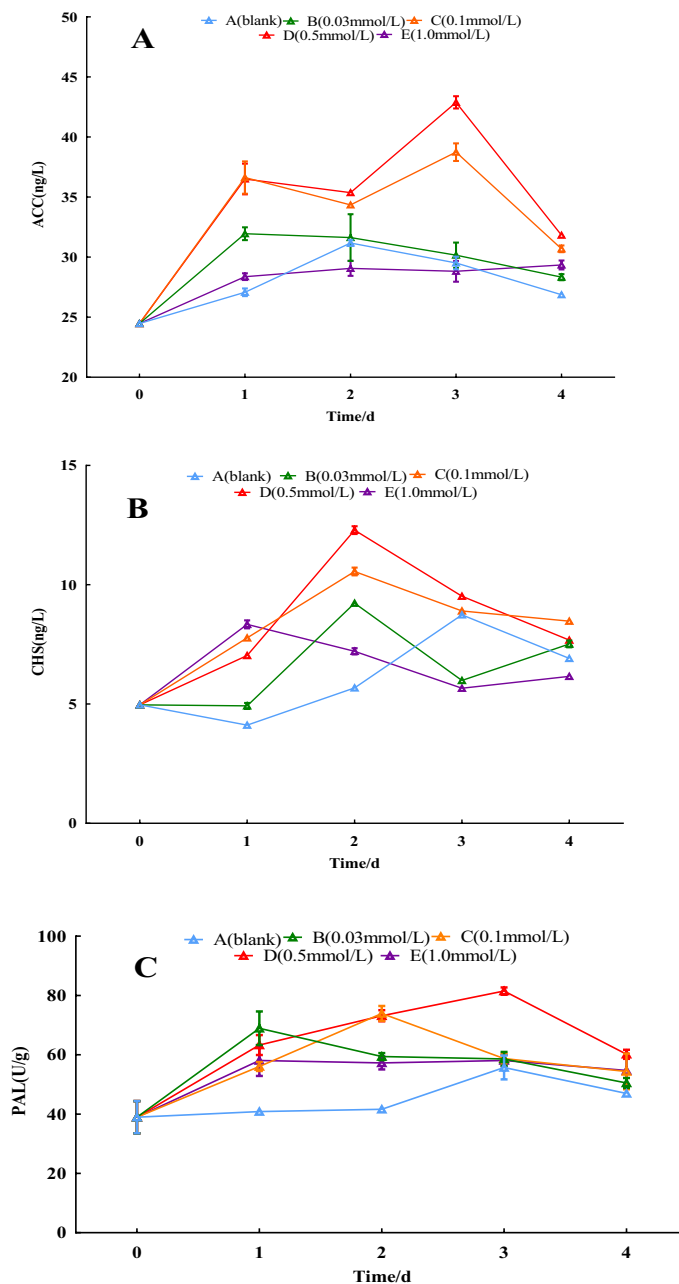 A(blank) B(0.03mmol/L) C(0.1mmol/L)
D(0.5mmol/L) E(1.0mmol/L)
A
50
45
40
35
30
25
20
ACC(ng/L)
0 1 2 3 4
Time/d
A(blank) B(0.03mmol/L) C(0.1mmol/L)
D(0.5mmol/L) E(1.0mmol/L)
B
15
10
5
0
CHS(ng/L)
0 1 2 3 4
Time/d
A(blank) B(0.03mmol/L) C(0.1mmol/L)
D(0.5mmol/L) E(1.0mmol/L)
C
100
80
60
40
20
0
PAL(U/g)
0 1 2 3 4
Time/d